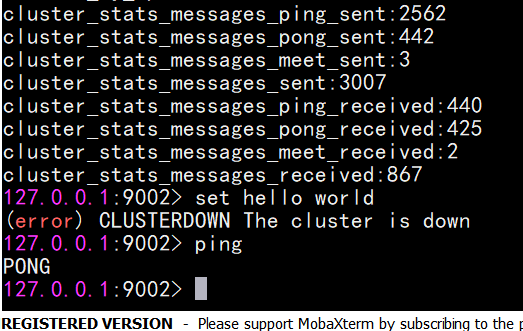 cluster_stats_messages_ping_sent:2562
cluster_stats_messages_pong_sent:442
cluster_stats_messages_meet_sent:3
cluster_stats_messages_sent:3007
cluster_stats_messages_ping_received:440
cluster_stats_messages_pong_received:425
cluster_stats_messages_meet_received:2
cluster_stats_messages_received:867
127.0.0.1:9002> set hello world
(error) CLUSTERDOWN The cluster is down
127.0.0.1:9002> ping
PONG
127.0.0.1:9002>
REGISTERED VERSION - Please support MobaXterm by subscribing to the